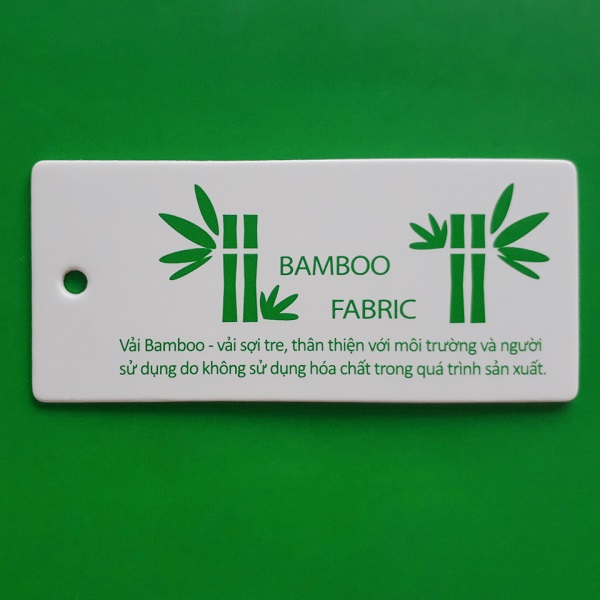 BAMBOO
FABRIC
Vải Bamboo - vải sợi tre, thân thiện với môi trường và người
sử dụng do không sử dụng hóa chất trong quá trình sản xuất.